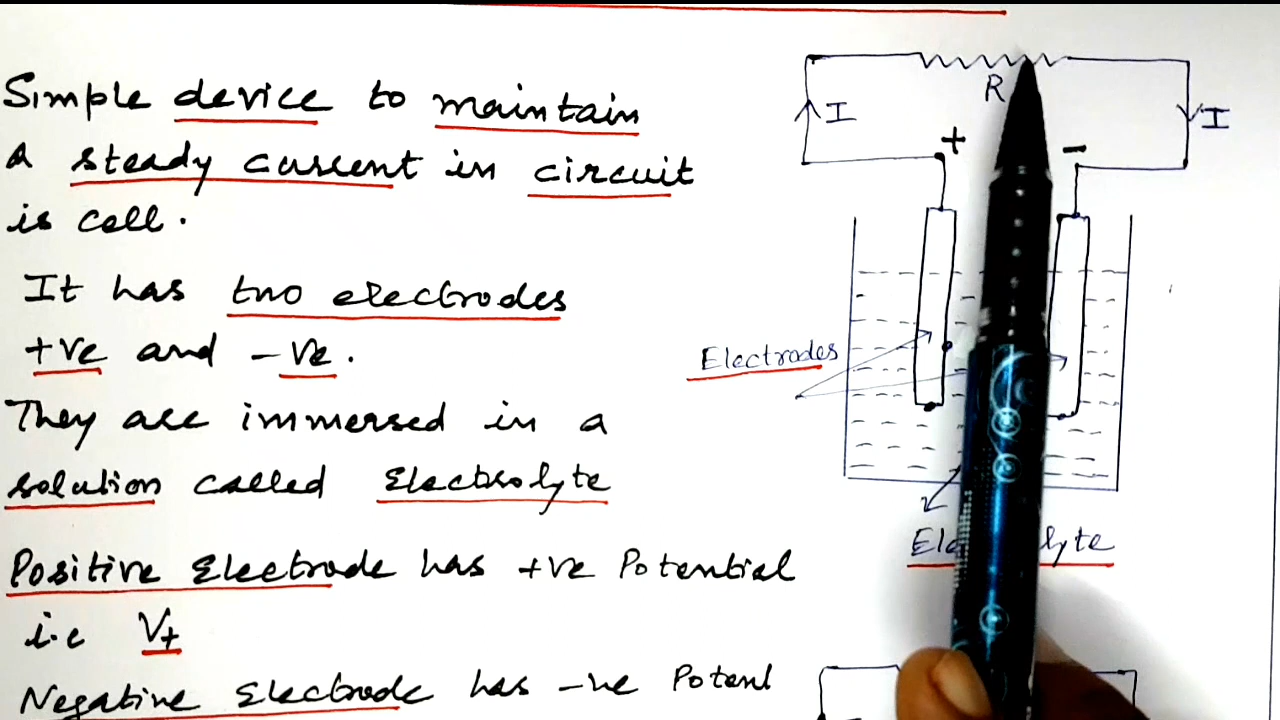 Simple device to maintain
a steady current in circuit
is cell.
It has two electrodes
+ve and -ve.
They are immersed in a
solution called Electrolyte
Positive Electrode has +ve Potential
i.e V+
Negative Electrode has -ve Potent
R
I
I
+
-
Electrodes